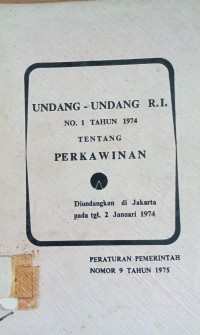 UNDANG - UNDANG R.I.
NO. 1 TAHUN 1974
TENTANG
PERKAWINAN
Diundangkan di Jakarta
pada tgl. 2 Januari 1974
PERATURAN PEMERINTAH
NOMOR 9 TAHUN 1975